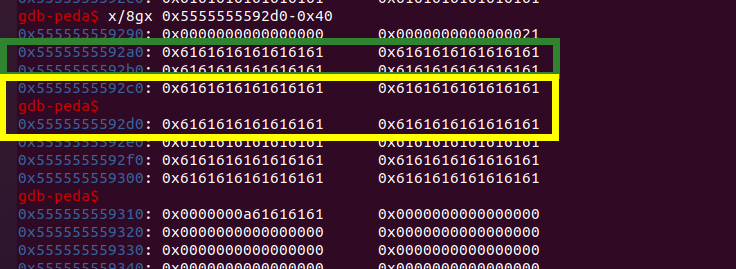 gdb-peda$ x/8gx 0x5555555592d0-0x40
0x555555559290: 0x0000000000000000 0x0000000000000021
0x5555555592a0: 0x6161616161616161 0x6161616161616161
0x5555555592b0: 0x6161616161616161 0x6161616161616161
0x5555555592c0: 0x6161616161616161 0x6161616161616161
gdb-peda$
0x5555555592d0: 0x6161616161616161 0x6161616161616161
0x5555555592e0: 0x6161616161616161 0x6161616161616161
0x5555555592f0: 0x6161616161616161 0x6161616161616161
0x555555559300: 0x6161616161616161 0x6161616161616161
gdb-peda$
0x555555559310: 0x0000000a61616161 0x0000000000000000
0x555555559320: 0x0000000000000000 0x0000000000000000
0x555555559330: 0x0000000000000000 0x0000000000000000
0x555555559340: 0x0000000000000000 0x0000000000000000